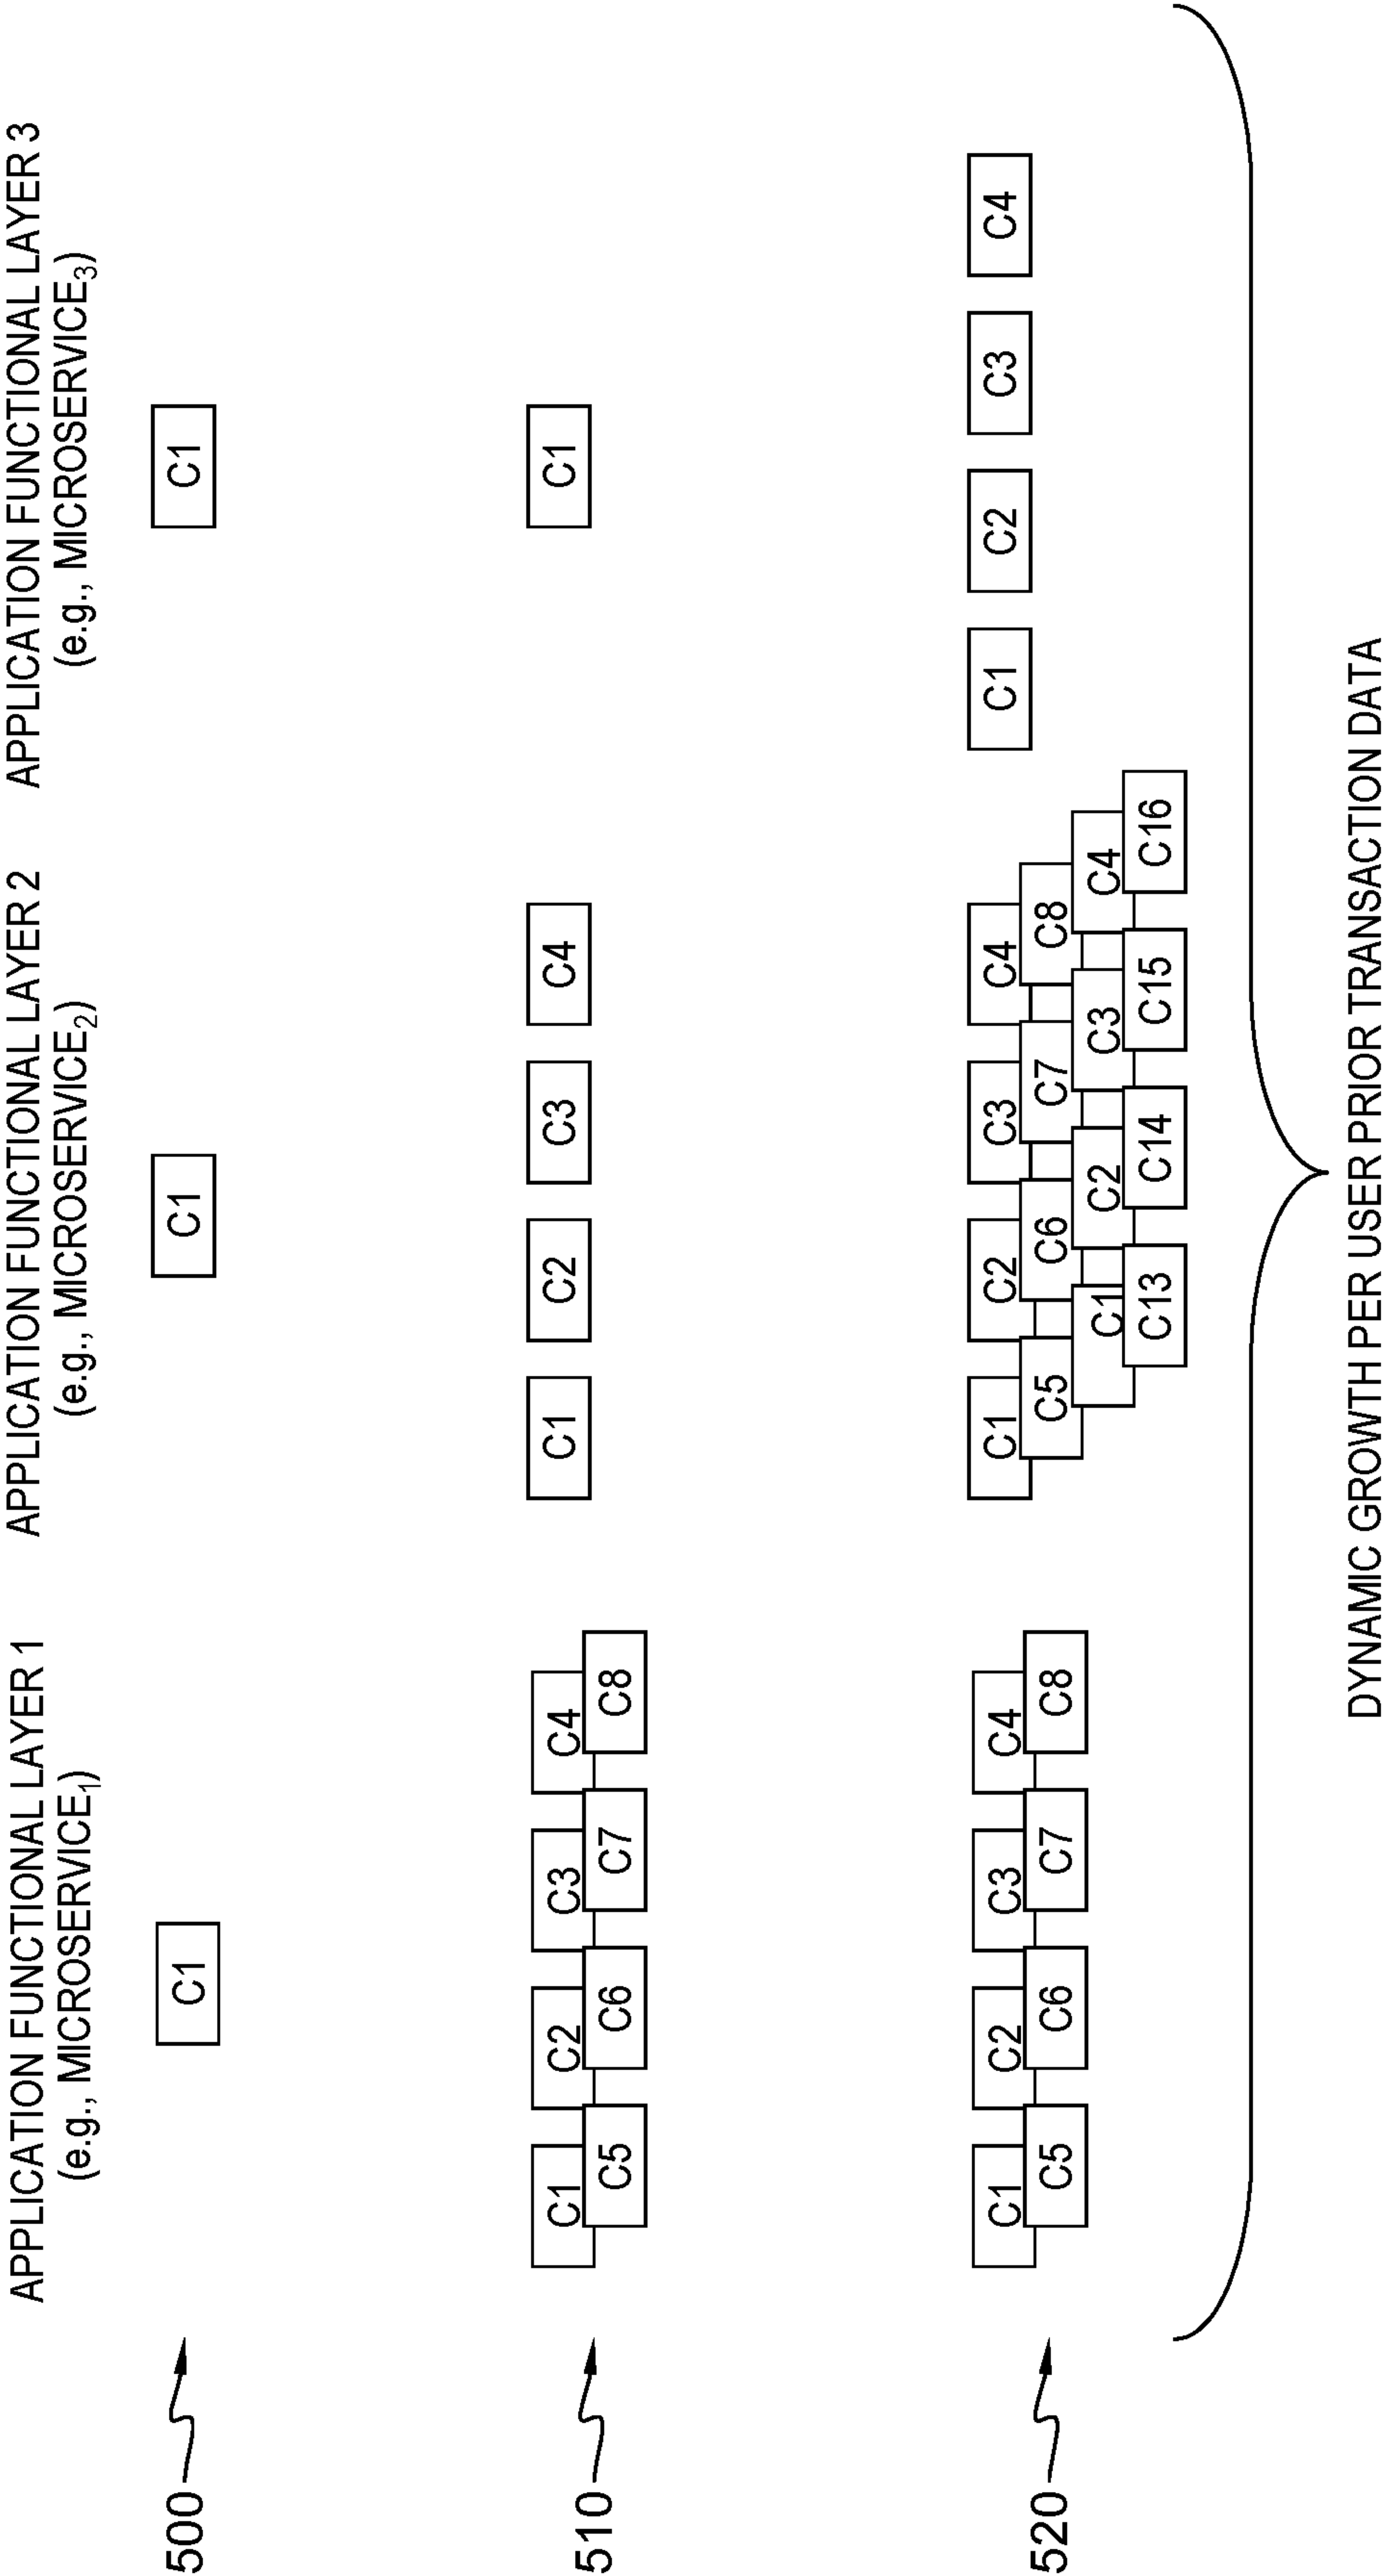 APPLICATION FUNCTIONAL LAYER 1 APPLICATION FUNCTIONAL LAYER 2 APPLICATION FUNCTIONAL LAYER 3
(e.g., MICROSERVICE₁) (e.g., MICROSERVICE₂) (e.g., MICROSERVICE₃)
500 C1 C1 C1
510 C1 C2 C3 C4 C1 C2 C3 C4 C1
C5 C6 C7 C8
520 C1 C2 C3 C4 C1 C2 C3 C4 C1 C2 C3 C4
C5 C6 C7 C8 C5 C6 C7 C8
C1 C2 C3 C4
C13 C14 C15 C16
DYNAMIC GROWTH PER USER PRIOR TRANSACTION DATA